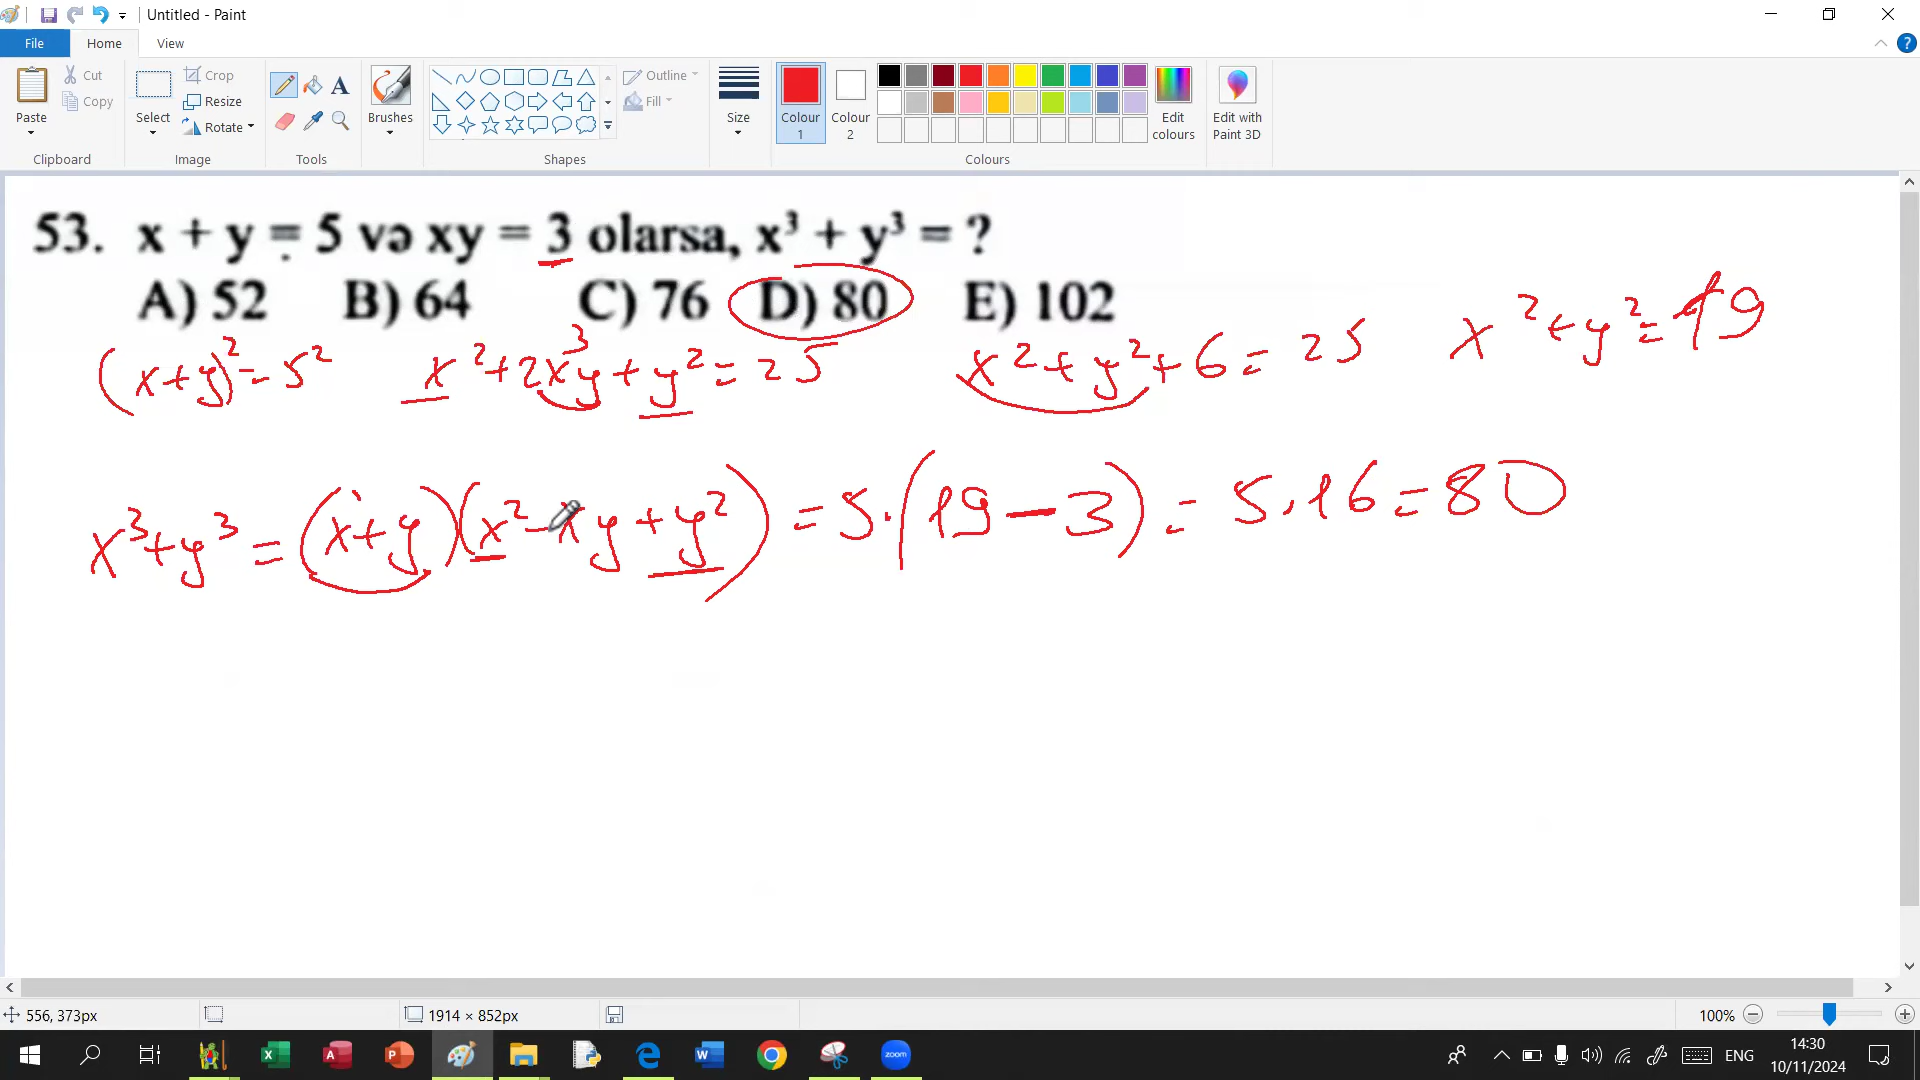 Untitled - Paint
File Home View
Paste Cut Copy Clipboard
Select Crop Resize Rotate Image
Tools
Brushes
Outline Fill Shapes
Size
Colour 1 Colour 2 Edit colours Colours
Edit with Paint 3D
53. x + y = 5 və xy = 3 olarsa, x³ + y³ = ?
A) 52 B) 64 C) 76 D) 80 E) 102
(x+y)² = 5² x² + 2xy + y² = 25 x² + y² + 6 = 25 x² + y² = 19
3
x³ + y³ = (x+y)(x² - xy + y²) = 5·(19 - 3) = 5·16 = 80
556, 373px 1914 × 852px 100%
zoom ENG 14:30
10/11/2024